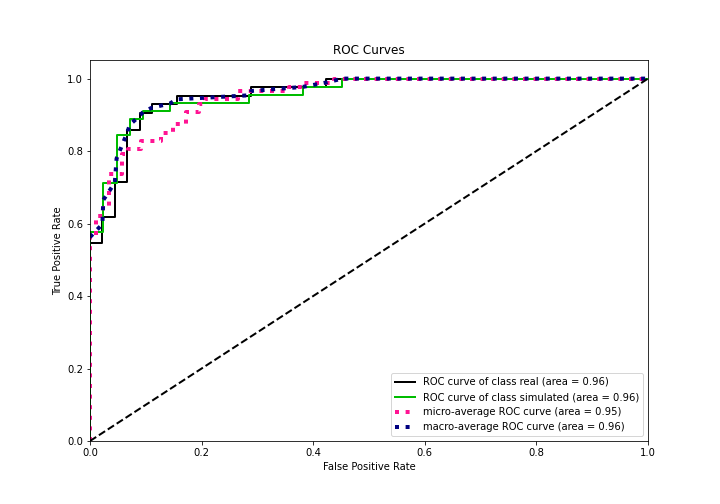 ROC Curves
True Positive Rate
1.0
0.8
0.6
0.4
0.2
0.0
0.0 0.2 0.4 0.6 0.8 1.0
False Positive Rate
ROC curve of class real (area = 0.96)
ROC curve of class simulated (area = 0.96)
micro-average ROC curve (area = 0.95)
macro-average ROC curve (area = 0.96)